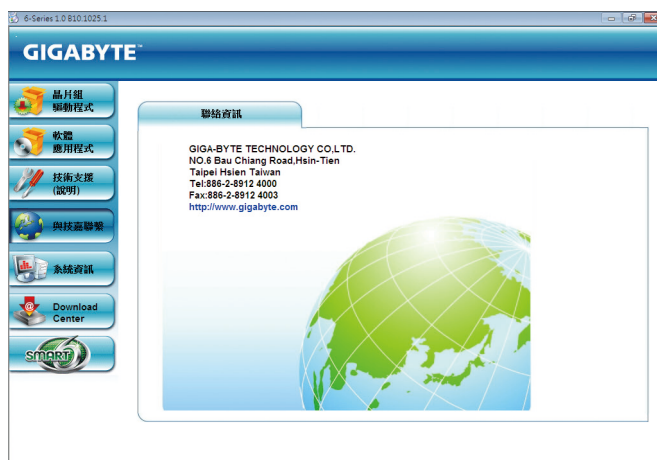 6-Series 1.0 B10.1025.1
GIGABYTE™
晶片組
驅動程式
軟體
應用程式
技術支援
(說明)
與技嘉聯繫
系統資訊
Download
Center
SMART6
聯絡資訊
GIGA-BYTE TECHNOLOGY CO,LTD.
NO.6 Bau Chiang Road,Hsin-Tien
Taipei Hsien Taiwan
Tel:886-2-8912 4000
Fax:886-2-8912 4003
http://www.gigabyte.com